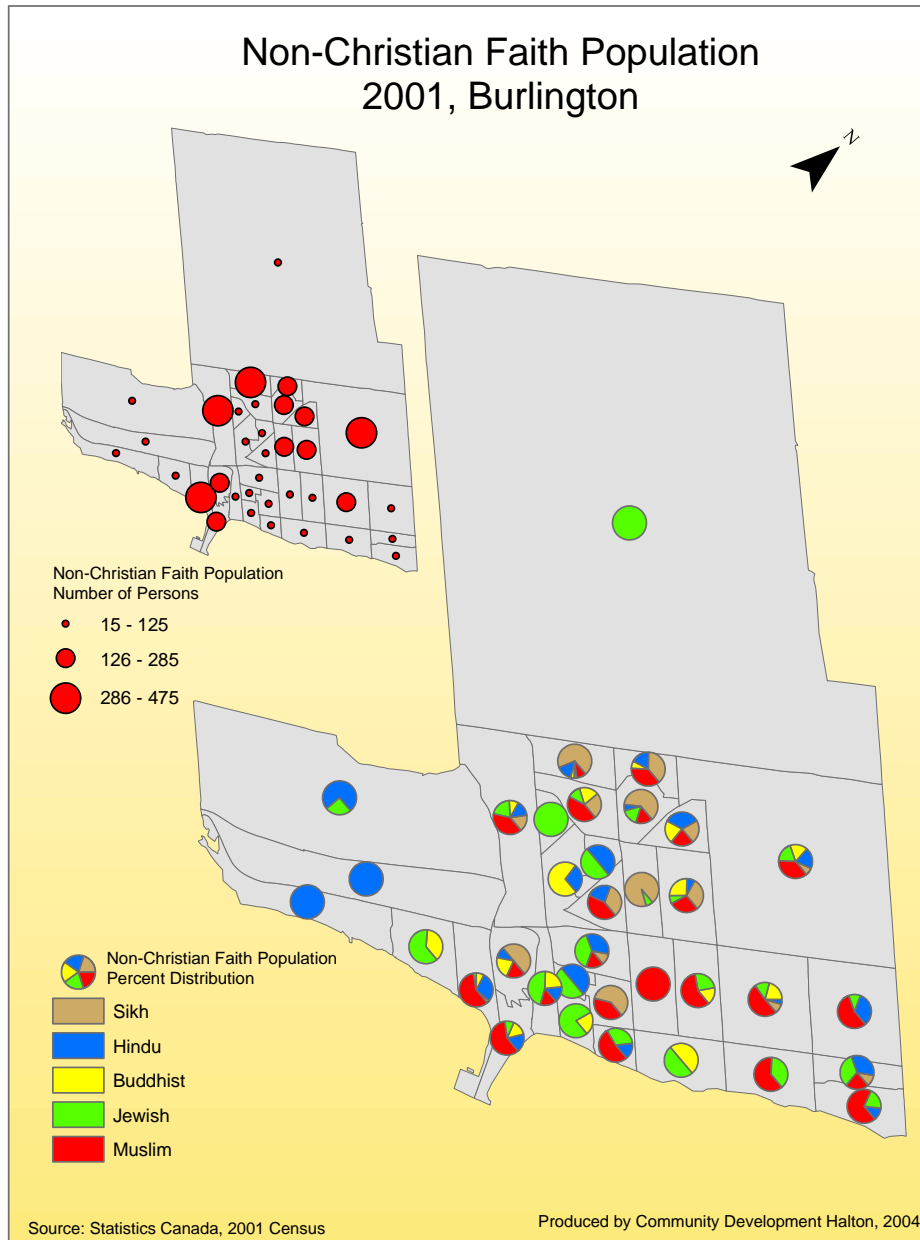 Non-Christian Faith Population
2001, Burlington
N
Non-Christian Faith Population
Number of Persons
15 - 125
126 - 285
286 - 475
Non-Christian Faith Population
Percent Distribution
Sikh
Hindu
Buddhist
Jewish
Muslim
Source: Statistics Canada, 2001 Census
Produced by Community Development Halton, 2004